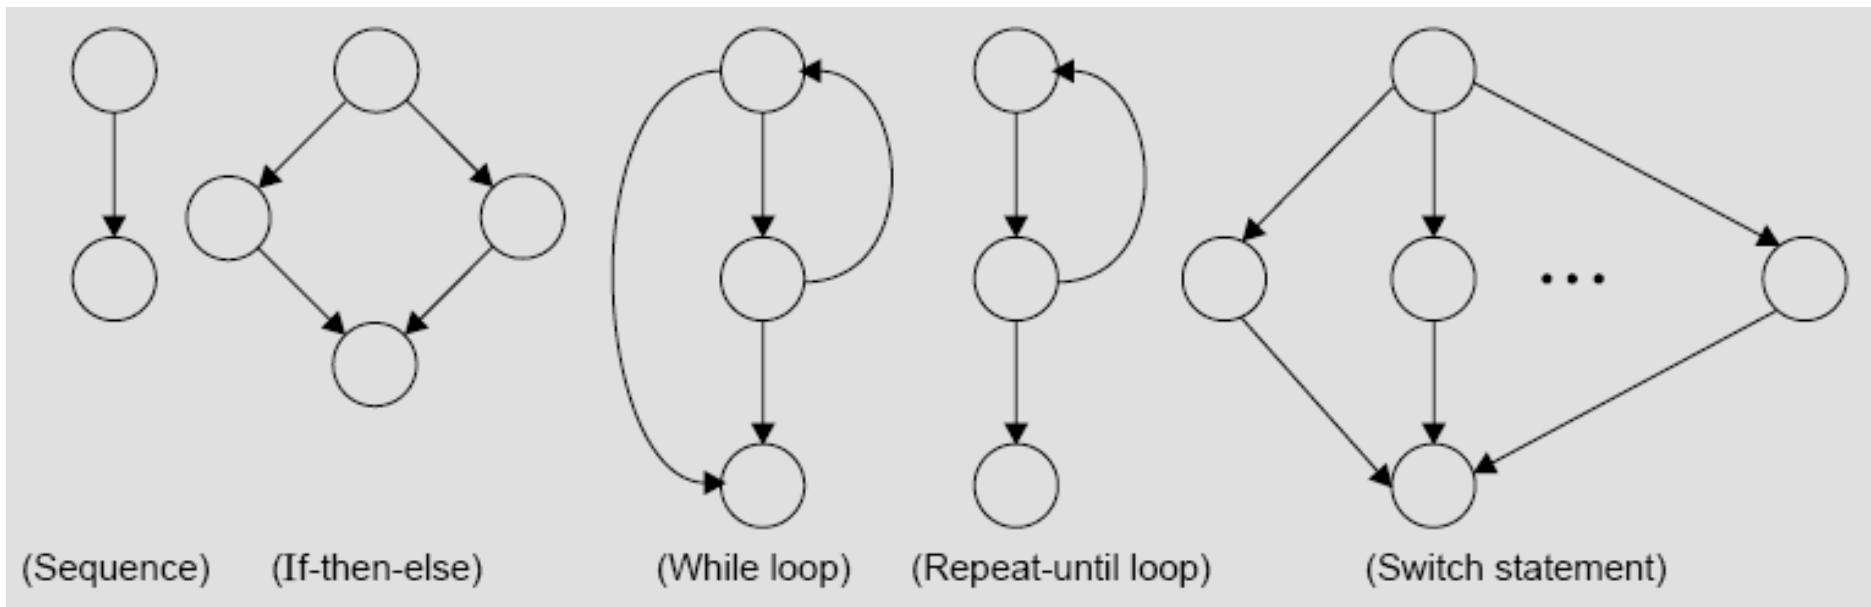 (Sequence)
(If-then-else)
(While loop)
(Repeat-until loop)
(Switch statement)